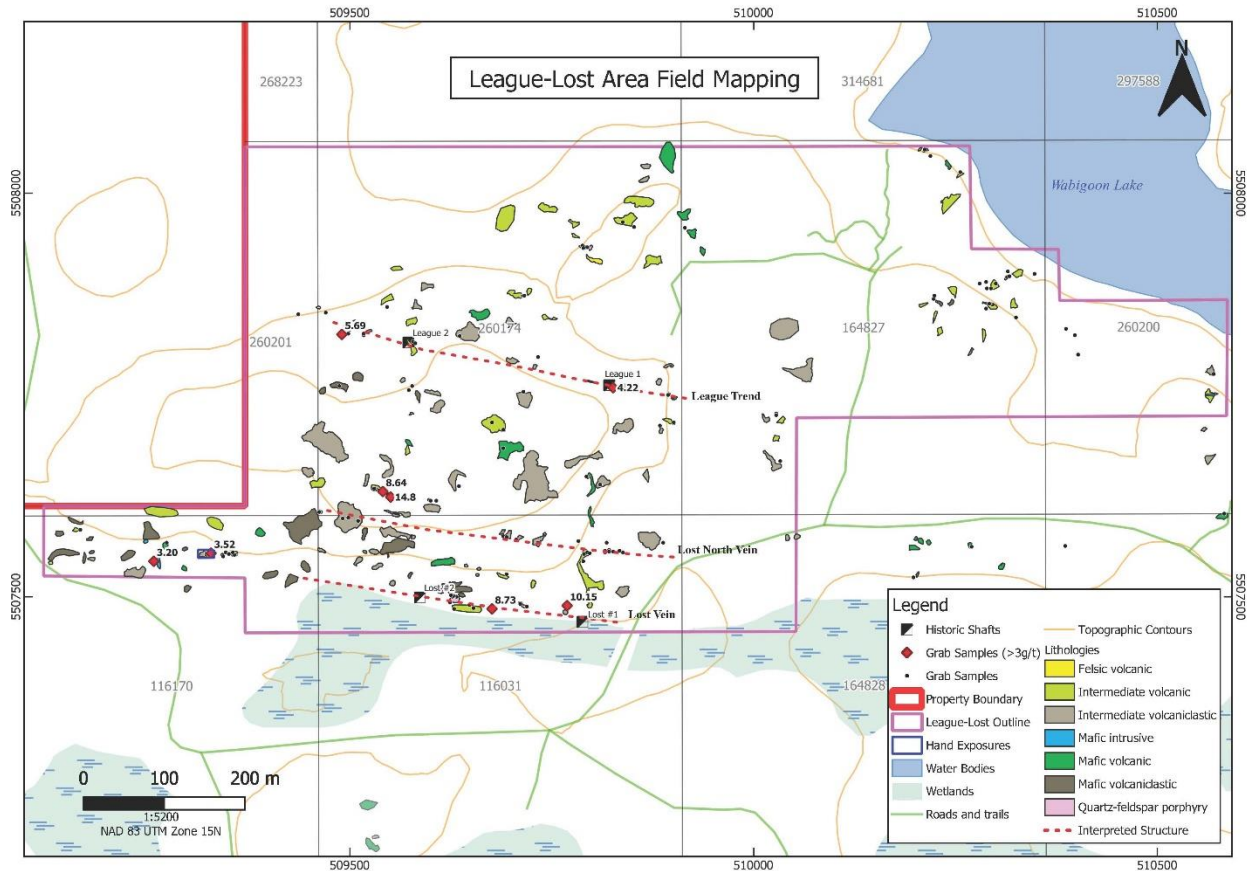 509500
510000
510500
League-Lost Area Field Mapping
N
268223
314681
297588
5508000
Wabigoon Lake
5508000
5.69
League 2
260174
164827
260200
260201
League 1
4.22
League Trend
8.64
14.8
3.52
3.20
Lost North Vein
5507500
Lost #2
8.73
10.15
Lost #1
Lost Vein
5507500
116170
116031
164828
0 100 200 m
1:5200
NAD 83 UTM Zone 15N
Legend
Historic Shafts
Grab Samples (>3g/t)
Grab Samples
Property Boundary
League-Lost Outline
Hand Exposures
Water Bodies
Wetlands
Roads and trails
Topographic Contours
Lithologies
Felsic volcanic
Intermediate volcanic
Intermediate volcaniclastic
Mafic intrusive
Mafic volcanic
Mafic volcaniclastic
Quartz-feldspar porphyry
Interpreted Structure
509500
510000
510500